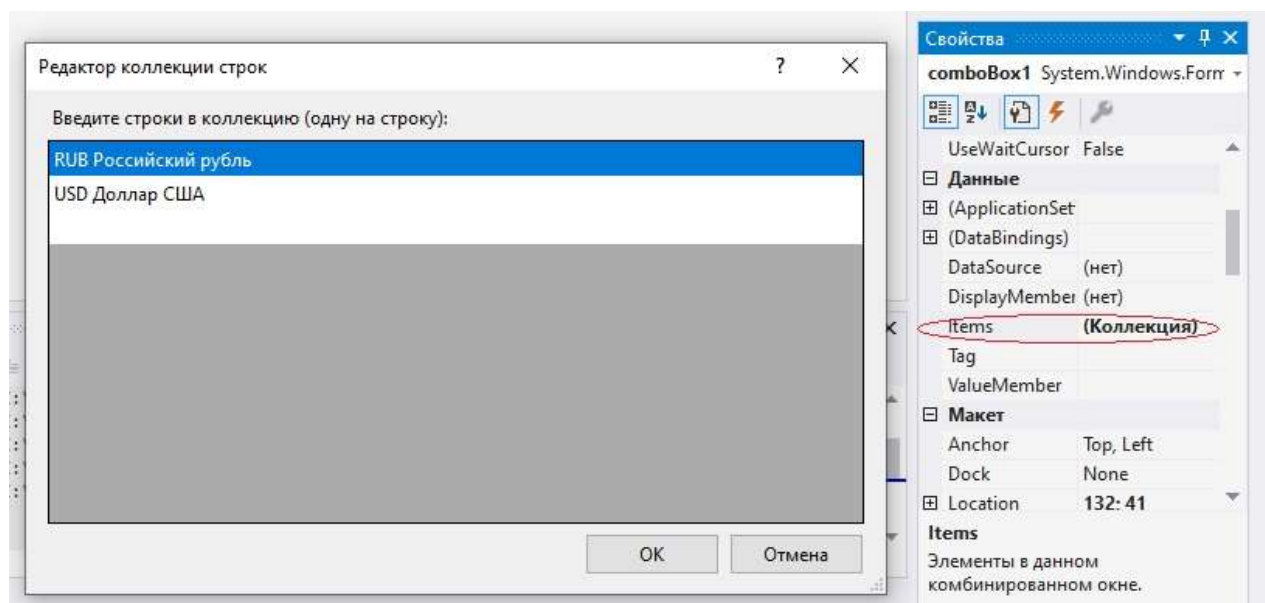 Редактор коллекции строк
?
Введите строки в коллекцию (одну на строку):
RUB Российский рубль
USD Доллар США
OK
Отмена
Свойства
comboBox1 System.Windows.Form
UseWaitCursor False
Данные
(ApplicationSet
(DataBindings)
DataSource (нет)
DisplayMember (нет)
Items (Коллекция)
Tag
ValueMember
Макет
Anchor Top, Left
Dock None
Location 132; 41
Items
Элементы в данном
комбинированном окне.